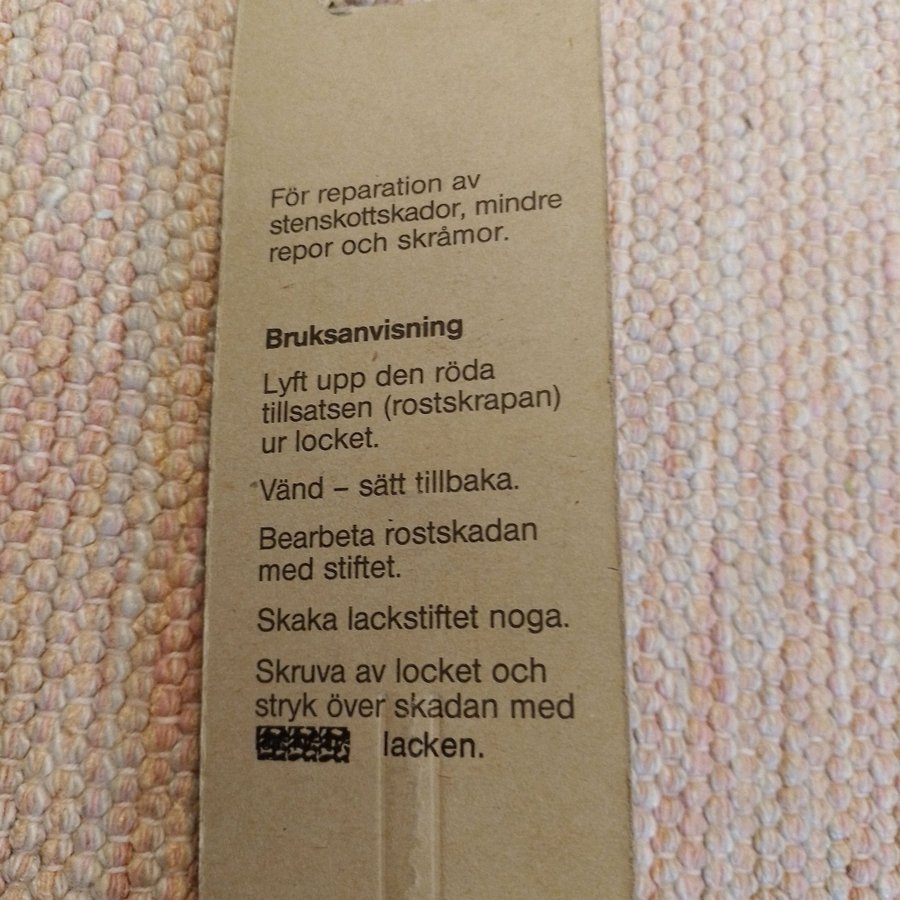 För reparation av
stenskottskador, mindre
repor och skråmor.
Bruksanvisning
Lyft upp den röda
tillsatsen (rostskrapan)
ur locket.
Vänd – sätt tillbaka.
Bearbeta rostskadan
med stiftet.
Skaka lackstiftet noga.
Skruva av locket och
stryk över skadan med
lacken.